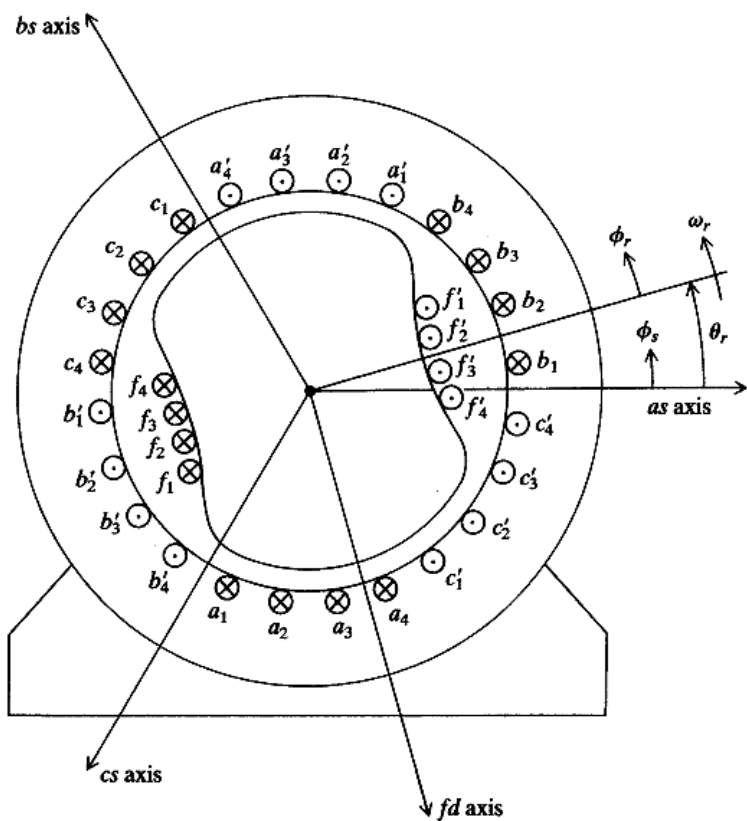 bs axis
a′4
a′3
a′2
a′1
c1
b4
c2
b3
ϕr
ωr
c3
f′1
b2
f′2
ϕs
θr
c4
f′3
b1
f4
f′4
as axis
b′1
f3
c′4
f2
b′2
f1
c′3
b′3
c′2
b′4
c′1
a1
a2
a3
a4
cs axis
fd axis